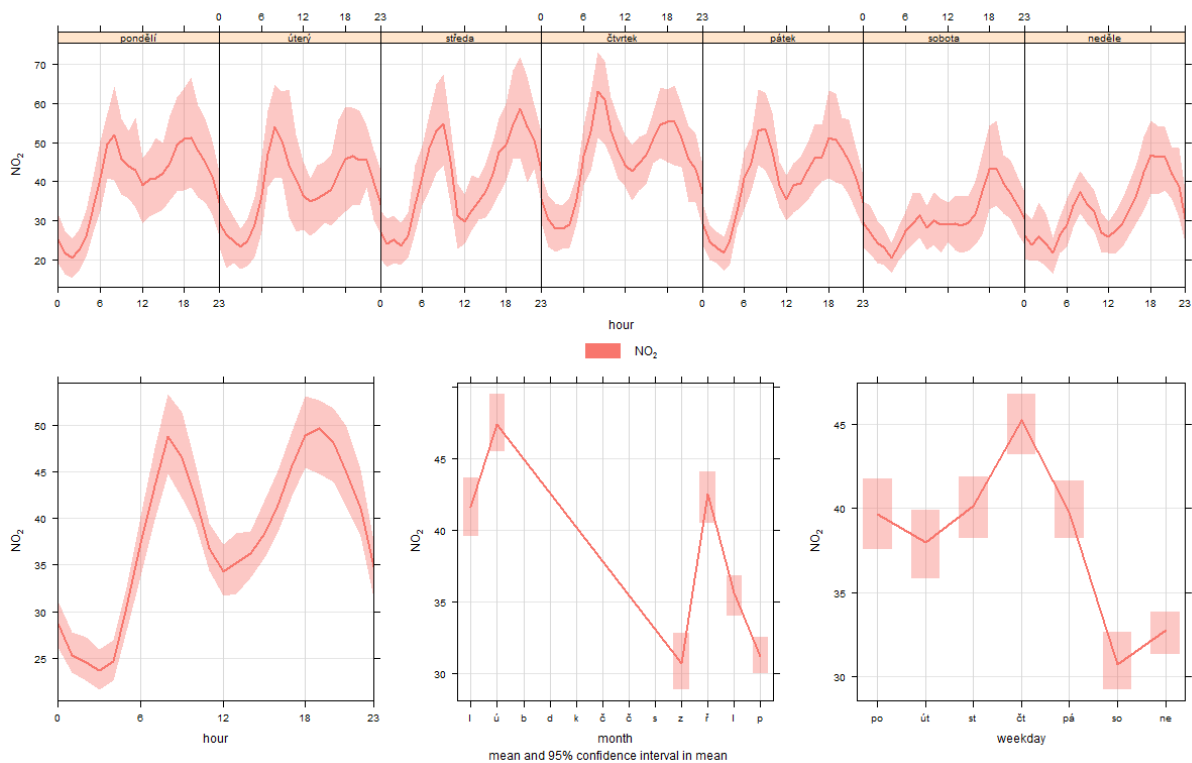 0 6 12 18 23 0 6 12 18 23 0 6 12 18 23
pondělí úterý středa čtvrtek pátek sobota neděle
70
60
50
40
30
20
NO₂
0 6 12 18 23 0 6 12 18 23 0 6 12 18 23 0 6 12 18 23
hour
NO₂
50
45
40
35
30
25
NO₂
0 6 12 18 23
hour
45
40
35
30
NO₂
l ú b d k č č s z ř l p
month
mean and 95% confidence interval in mean
45
40
35
30
NO₂
po út st čt pá so ne
weekday